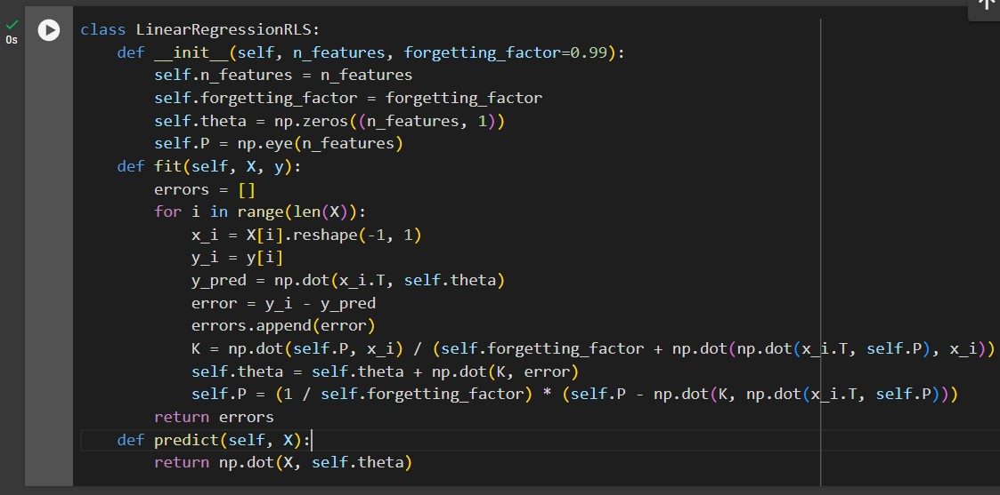 class LinearRegressionRLS:
    def __init__(self, n_features, forgetting_factor=0.99):
        self.n_features = n_features
        self.forgetting_factor = forgetting_factor
        self.theta = np.zeros((n_features, 1))
        self.P = np.eye(n_features)
    def fit(self, X, y):
        errors = []
        for i in range(len(X)):
            x_i = X[i].reshape(-1, 1)
            y_i = y[i]
            y_pred = np.dot(x_i.T, self.theta)
            error = y_i - y_pred
            errors.append(error)
            K = np.dot(self.P, x_i) / (self.forgetting_factor + np.dot(np.dot(x_i.T, self.P), x_i))
            self.theta = self.theta + np.dot(K, error)
            self.P = (1 / self.forgetting_factor) * (self.P - np.dot(K, np.dot(x_i.T, self.P)))
        return errors
    def predict(self, X):
        return np.dot(X, self.theta)
0s